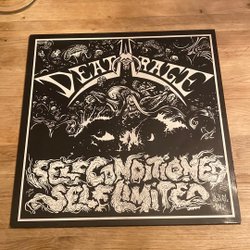 DEATHRAGE
SELF CONDITIONED
SELF LIMITED